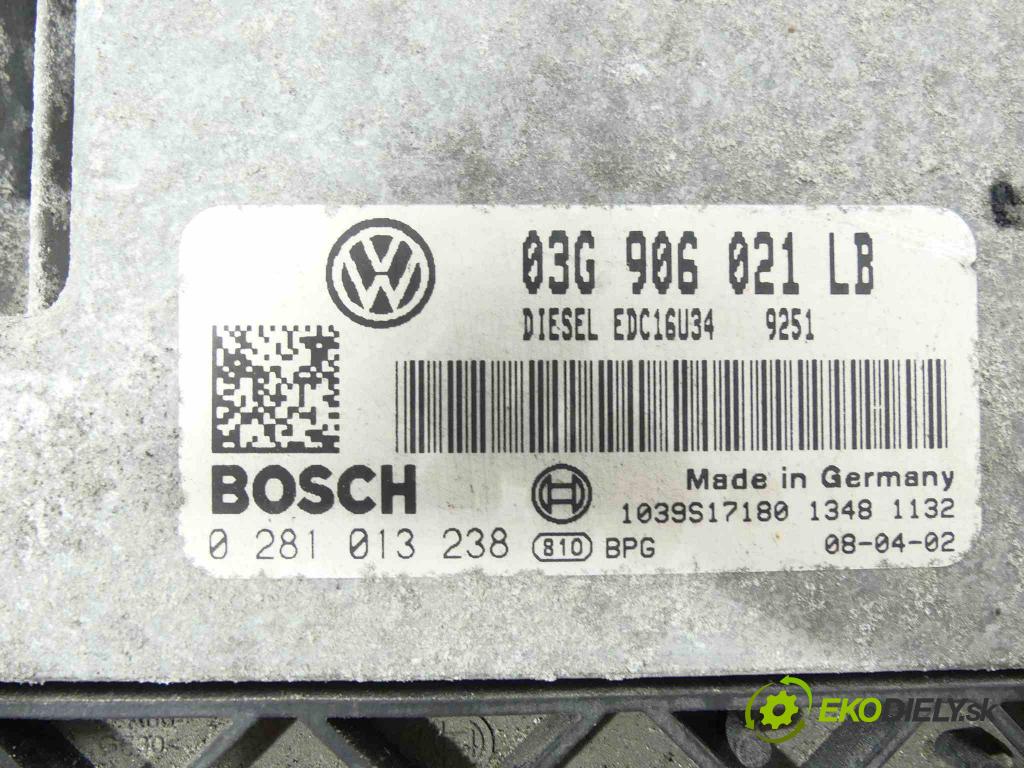 VW
03G 906 021 LB
DIESEL EDC16U34 9251
BOSCH
Made in Germany
1039S17180 1348 1132
0 281 013 238 810 BPG 08-04-02
EKODIELY.sk